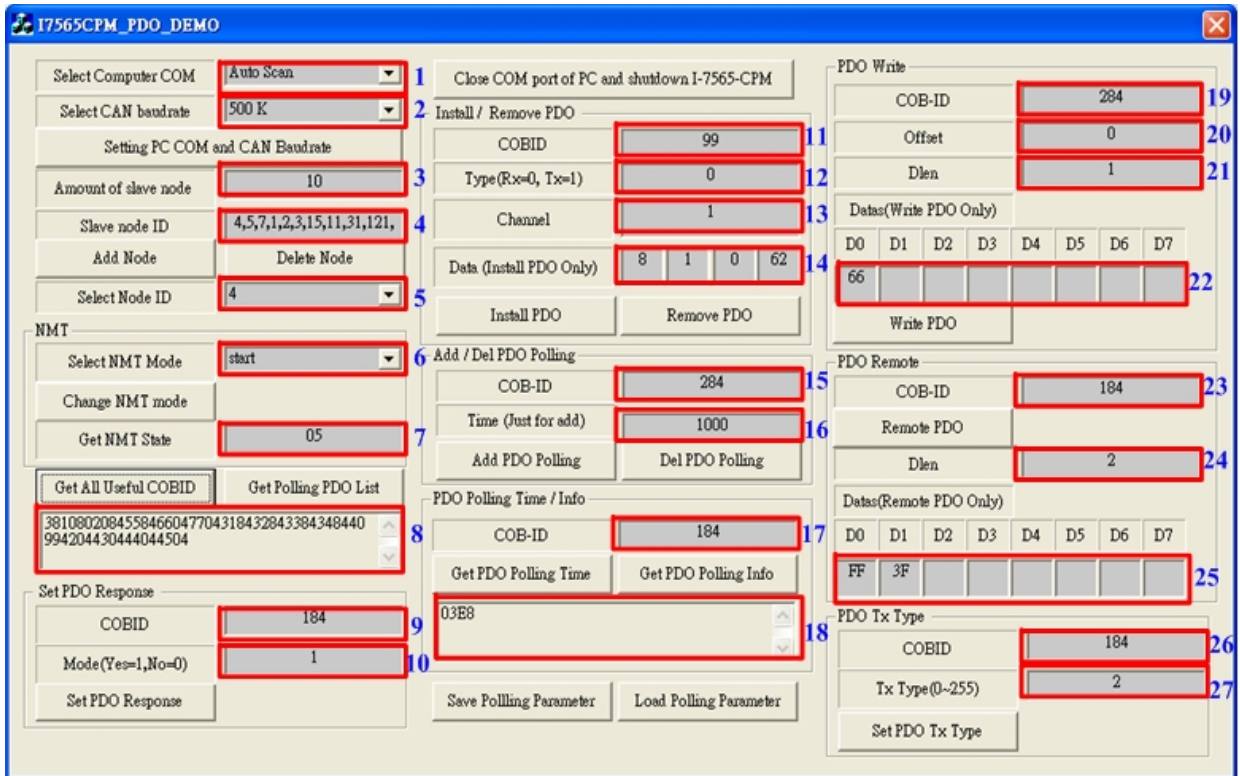 I7565CPM_PDO_DEMO
Select Computer COM Auto Scan 1
Select CAN baudrate 500 K 2
Setting PC COM and CAN Baudrate
Amount of slave node 10 3
Slave node ID 4,5,7,1,2,3,15,11,31,121, 4
Add Node Delete Node
Select Node ID 4 5
NMT
Select NMT Mode start 6
Change NMT mode
Get NMT State 05 7
Get All Useful COBID Get Polling PDO List
381080208455846604770431843284338434844 0
994204430444044504
8
Set PDO Response
COBID 184 9
Mode(Yes=1,No=0) 1 10
Set PDO Response
Close COM port of PC and shutdown I-7565-CPM
Install / Remove PDO
COBID 99 11
Type(Rx=0, Tx=1) 0 12
Channel 1 13
Data (Install PDO Only) 8 1 0 62 14
Install PDO Remove PDO
Add / Del PDO Polling
COB-ID 284 15
Time (Just for add) 1000 16
Add PDO Polling Del PDO Polling
PDO Polling Time / Info
COB-ID 184 17
Get PDO Polling Time Get PDO Polling Info
03E8
18
Save Pollling Parameter Load Polling Parameter
PDO Write
COB-ID 284 19
Offset 0 20
Dlen 1 21
Datas(Write PDO Only)
D0 D1 D2 D3 D4 D5 D6 D7
66 22
Write PDO
PDO Remote
COB-ID 184 23
Remote PDO
Dlen 2 24
Datas(Remote PDO Only)
D0 D1 D2 D3 D4 D5 D6 D7
FF 3F 25
PDO Tx Type
COBID 184 26
Tx Type(0~255) 2 27
Set PDO Tx Type